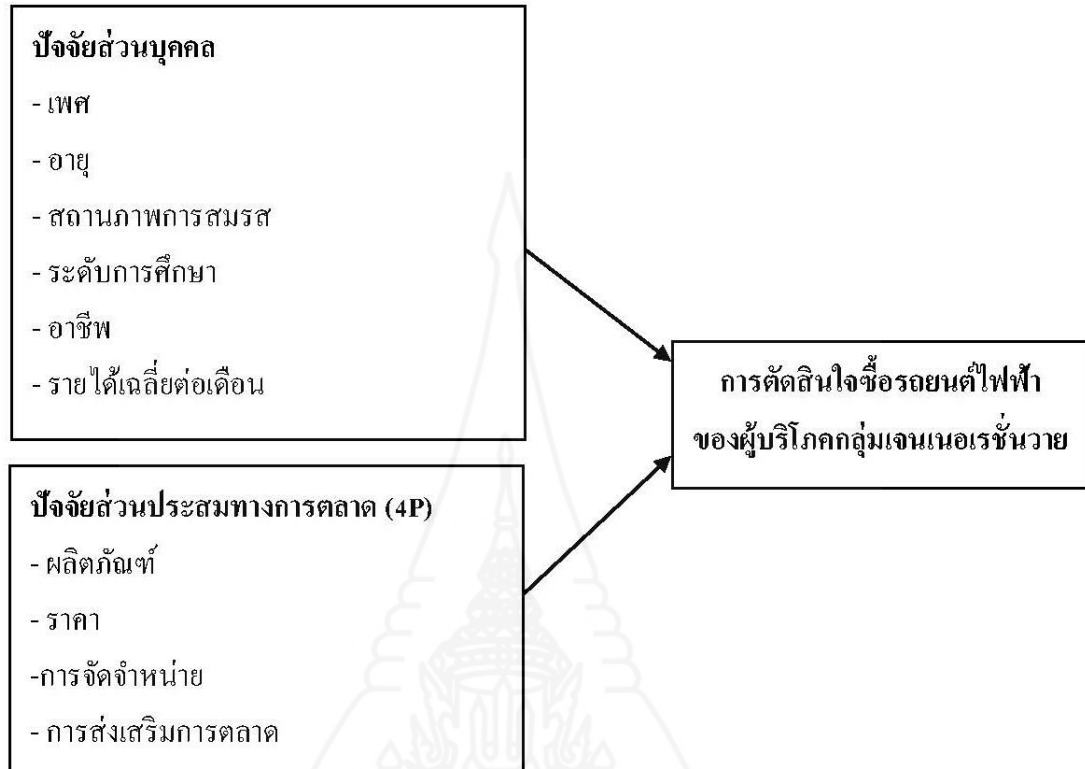 ปัจจัยส่วนบุคคล
- เพศ
- อายุ
- สถานภาพการสมรส
- ระดับการศึกษา
- อาชีพ
- รายได้เฉลี่ยต่อเดือน
การตัดสินใจซื้อรถยนต์ไฟฟ้า
ของผู้บริโภคกลุ่มเจนเนอเรชั่นวาย
ปัจจัยส่วนประสมทางการตลาด (4P)
- ผลิตภัณฑ์
- ราคา
-การจัดจำหน่าย
- การส่งเสริมการตลาด